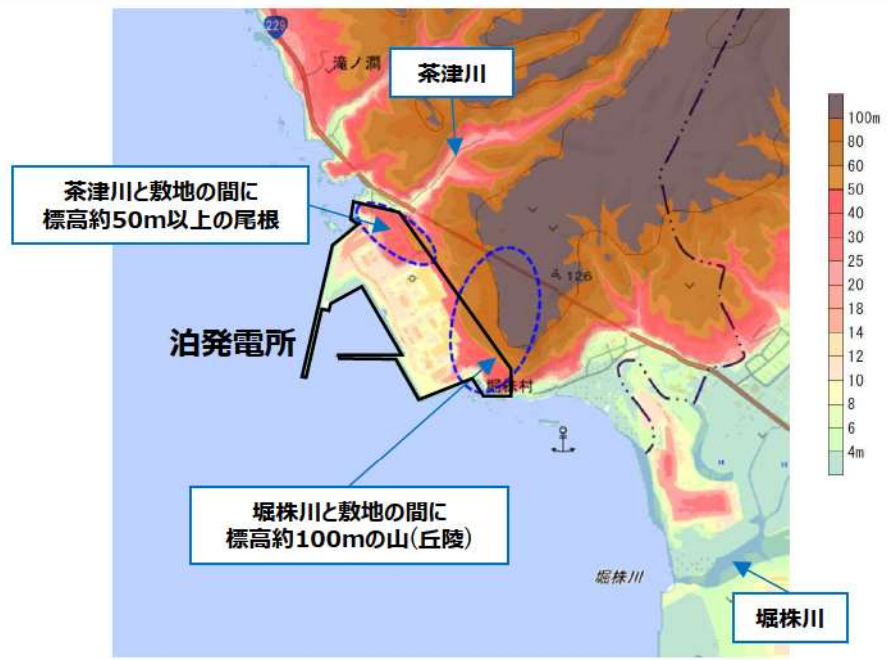 229
滝ノ澗
茶津川
茶津川と敷地の間に
標高約50m以上の尾根
126
泊発電所
堀株村
堀株川と敷地の間に
標高約100mの山(丘陵)
堀株川
堀株川
100m
80
60
50
40
30
25
20
18
14
12
10
8
6
4m